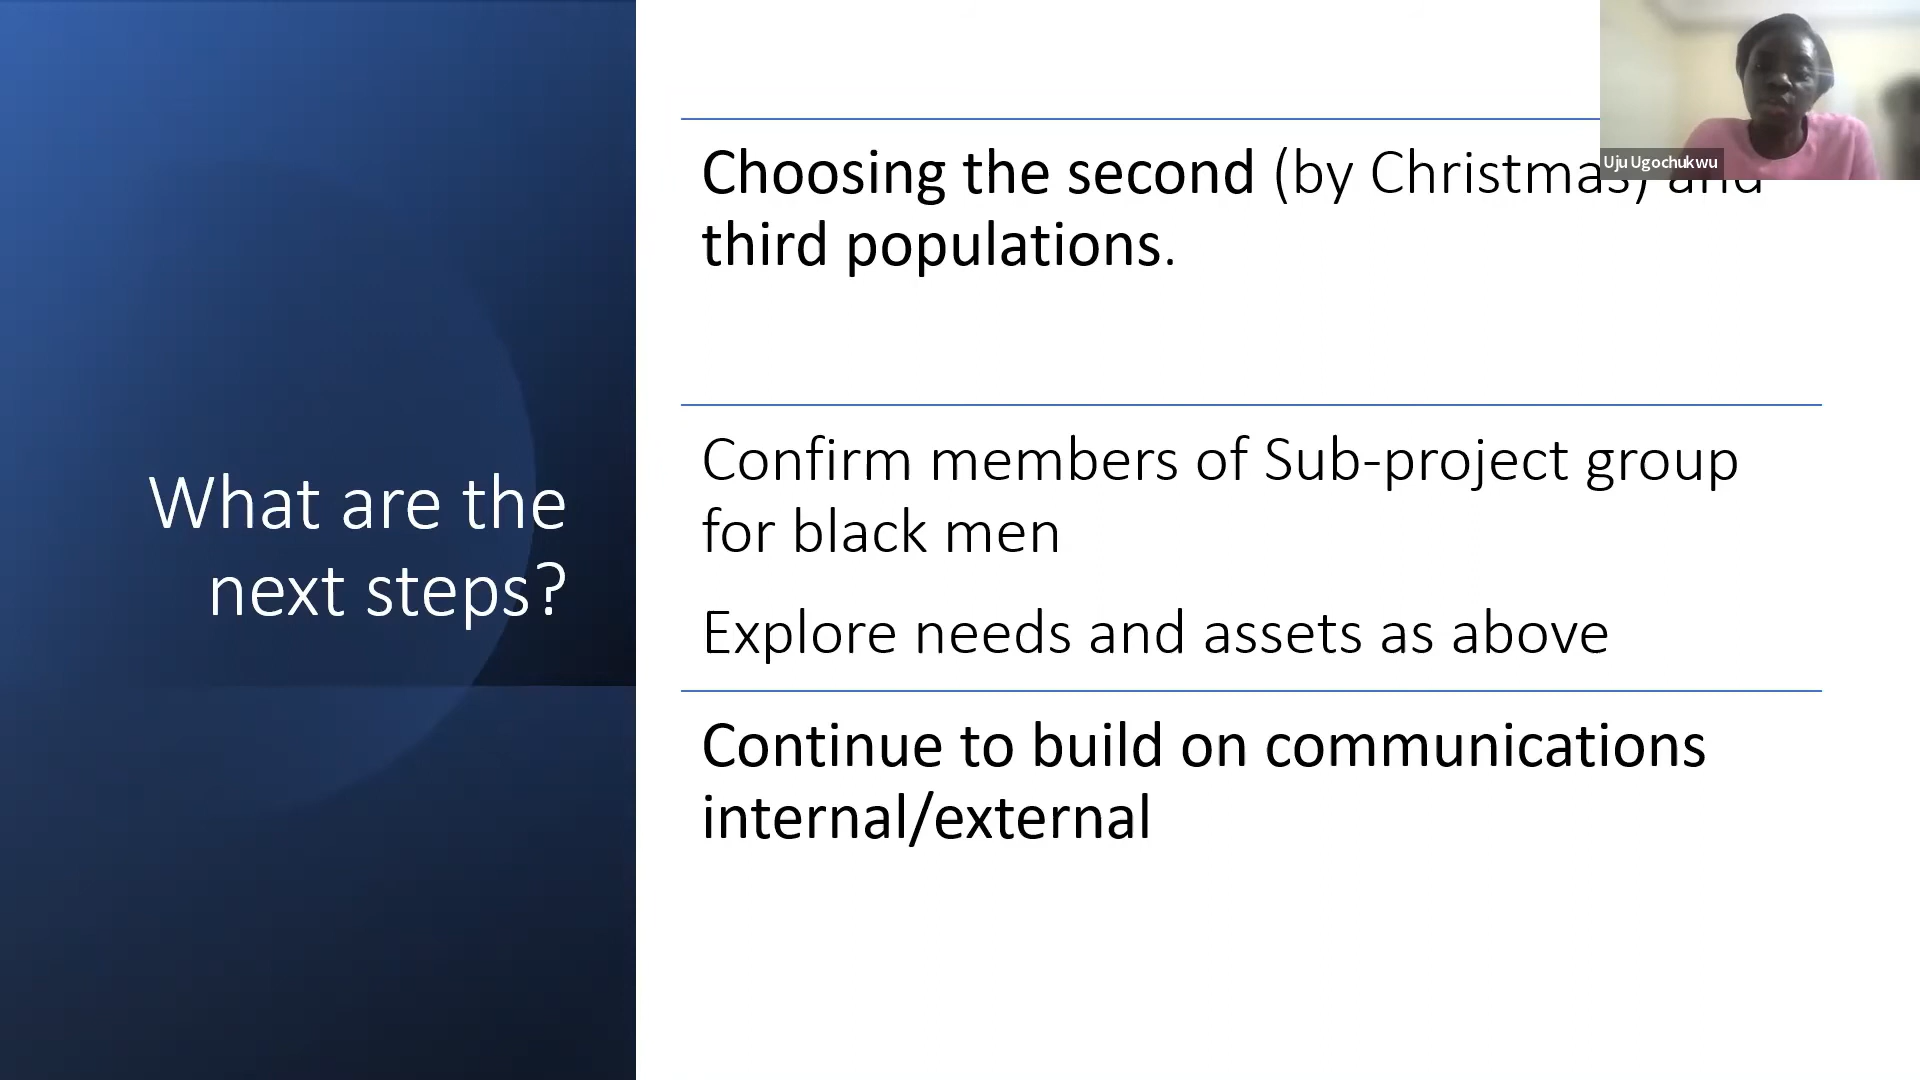 What are the
next steps?
Choosing the second (by Christmas) and
third populations.
Confirm members of Sub-project group
for black men
Explore needs and assets as above
Continue to build on communications
internal/external
Uju Ugochukwu